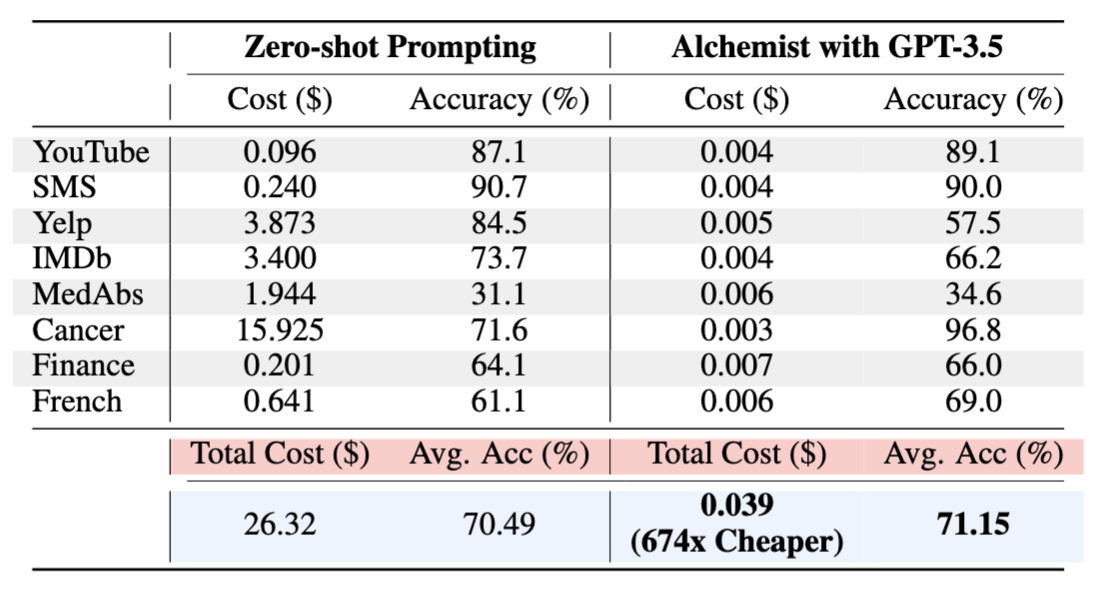 Zero-shot Prompting Alchemist with GPT-3.5
Cost ($) Accuracy (%) Cost ($) Accuracy (%)
YouTube 0.096 87.1 0.004 89.1
SMS 0.240 90.7 0.004 90.0
Yelp 3.873 84.5 0.005 57.5
IMDb 3.400 73.7 0.004 66.2
MedAbs 1.944 31.1 0.006 34.6
Cancer 15.925 71.6 0.003 96.8
Finance 0.201 64.1 0.007 66.0
French 0.641 61.1 0.006 69.0
Total Cost ($) Avg. Acc (%) Total Cost ($) Avg. Acc (%)
26.32 70.49 0.039 71.15
(674x Cheaper)